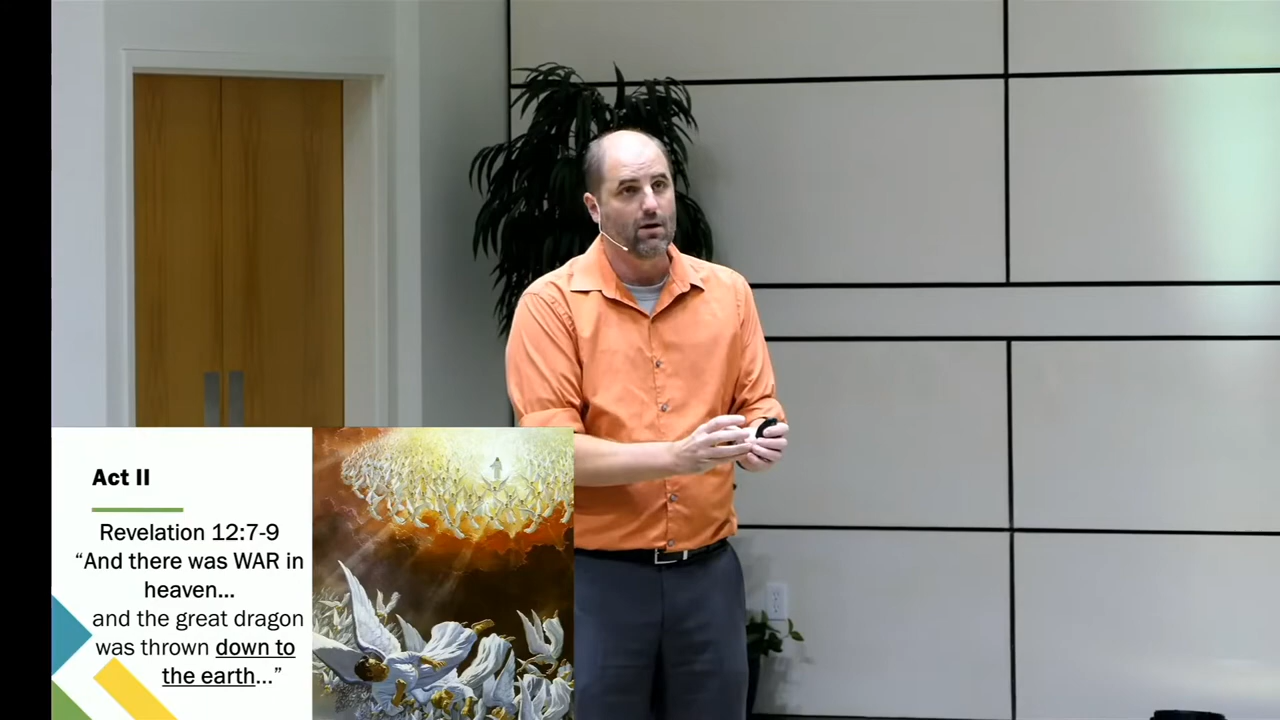 Act II
Revelation 12:7-9
“And there was WAR in
heaven...
and the great dragon
was thrown down to
the earth...”